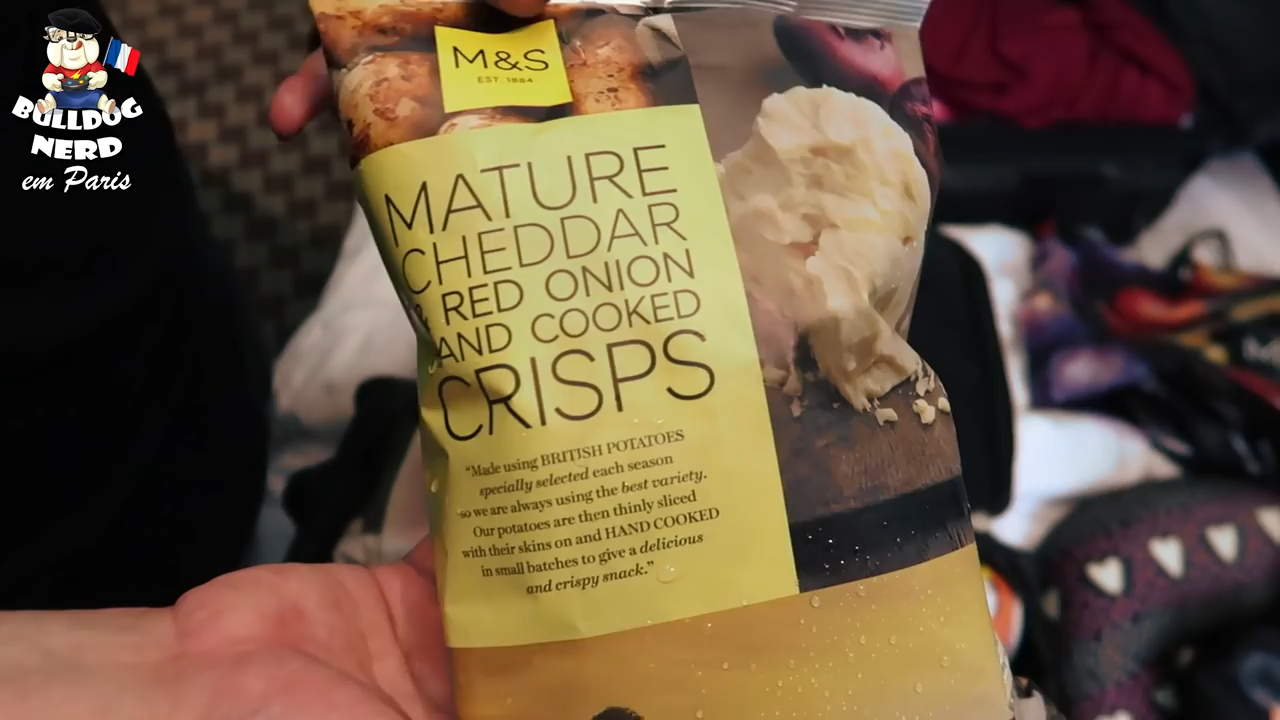 BULLDOG
NERD
em Paris
M&S
EST. 1884
MATURE
CHEDDAR
& RED ONION
AND COOKED
CRISPS
"Made using BRITISH POTATOES
specially selected each season
so we are always using the best variety.
Our potatoes are then thinly sliced
with their skins on and HAND COOKED
in small batches to give a delicious
and crispy snack."